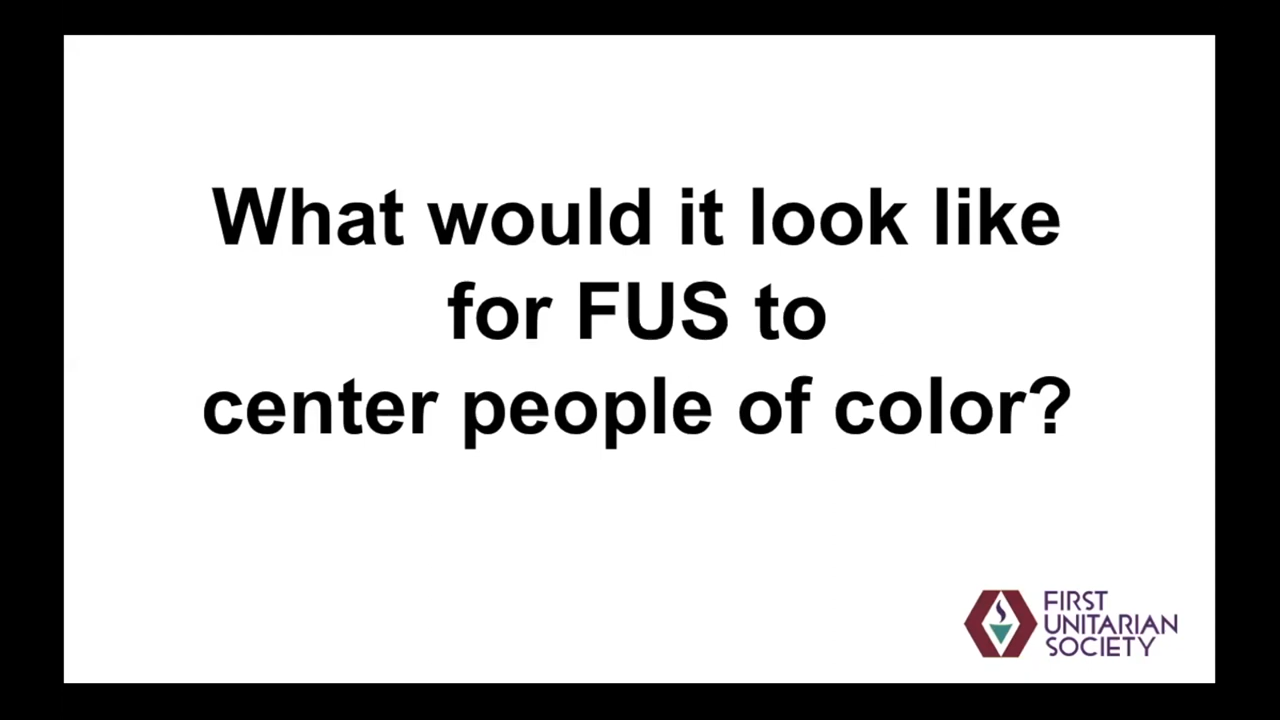 What would it look like
for FUS to
center people of color?
FIRST
UNITARIAN
SOCIETY